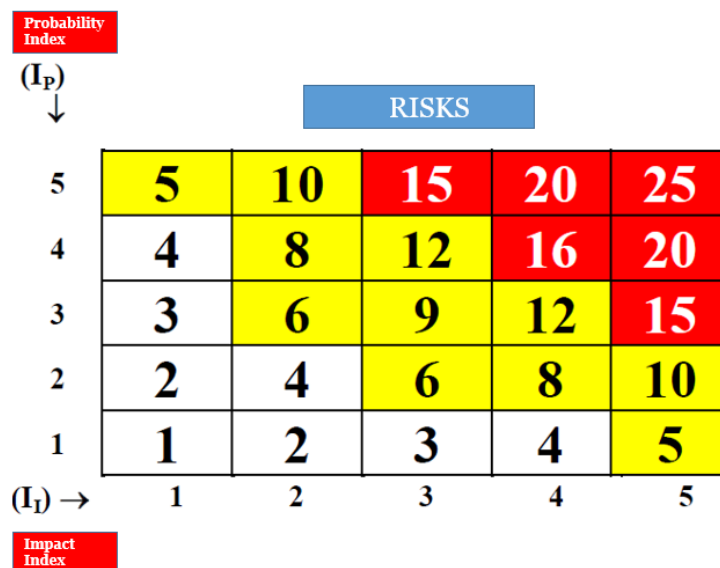 Probability
Index
(I_P)
↓
RISKS
5 5 10 15 20 25
4 4 8 12 16 20
3 3 6 9 12 15
2 2 4 6 8 10
1 1 2 3 4 5
(I_I) → 1 2 3 4 5
Impact
Index